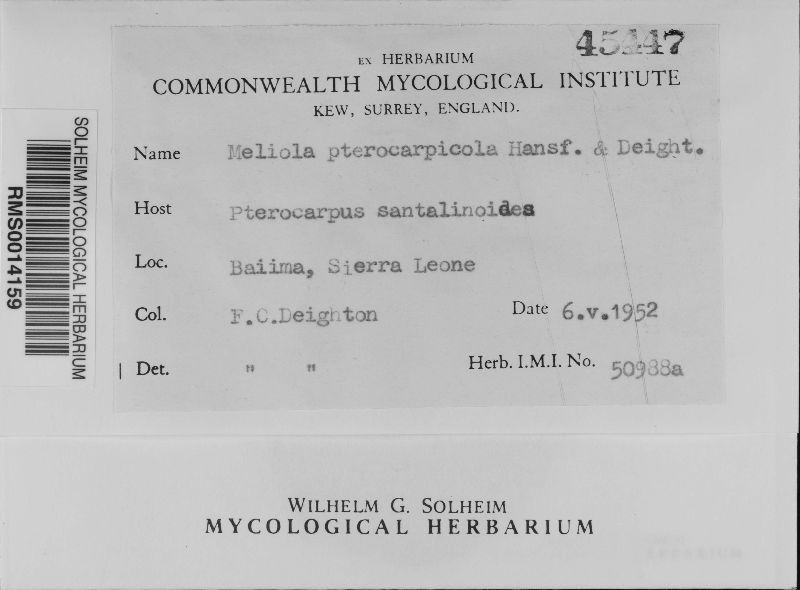 45447
EX HERBARIUM
COMMONWEALTH MYCOLOGICAL INSTITUTE
KEW, SURREY, ENGLAND.
Name Meliola pterocarpicola Hansf. & Deight.
Host Pterocarpus santalinoides
Loc. Baiima, Sierra Leone
Col. F.C.Deighton Date 6.v.1952
Det. " " Herb. I.M.I. No. 50988a
SOLHEIM MYCOLOGICAL HERBARIUM
RMS0014159
WILHELM G. SOLHEIM
MYCOLOGICAL HERBARIUM